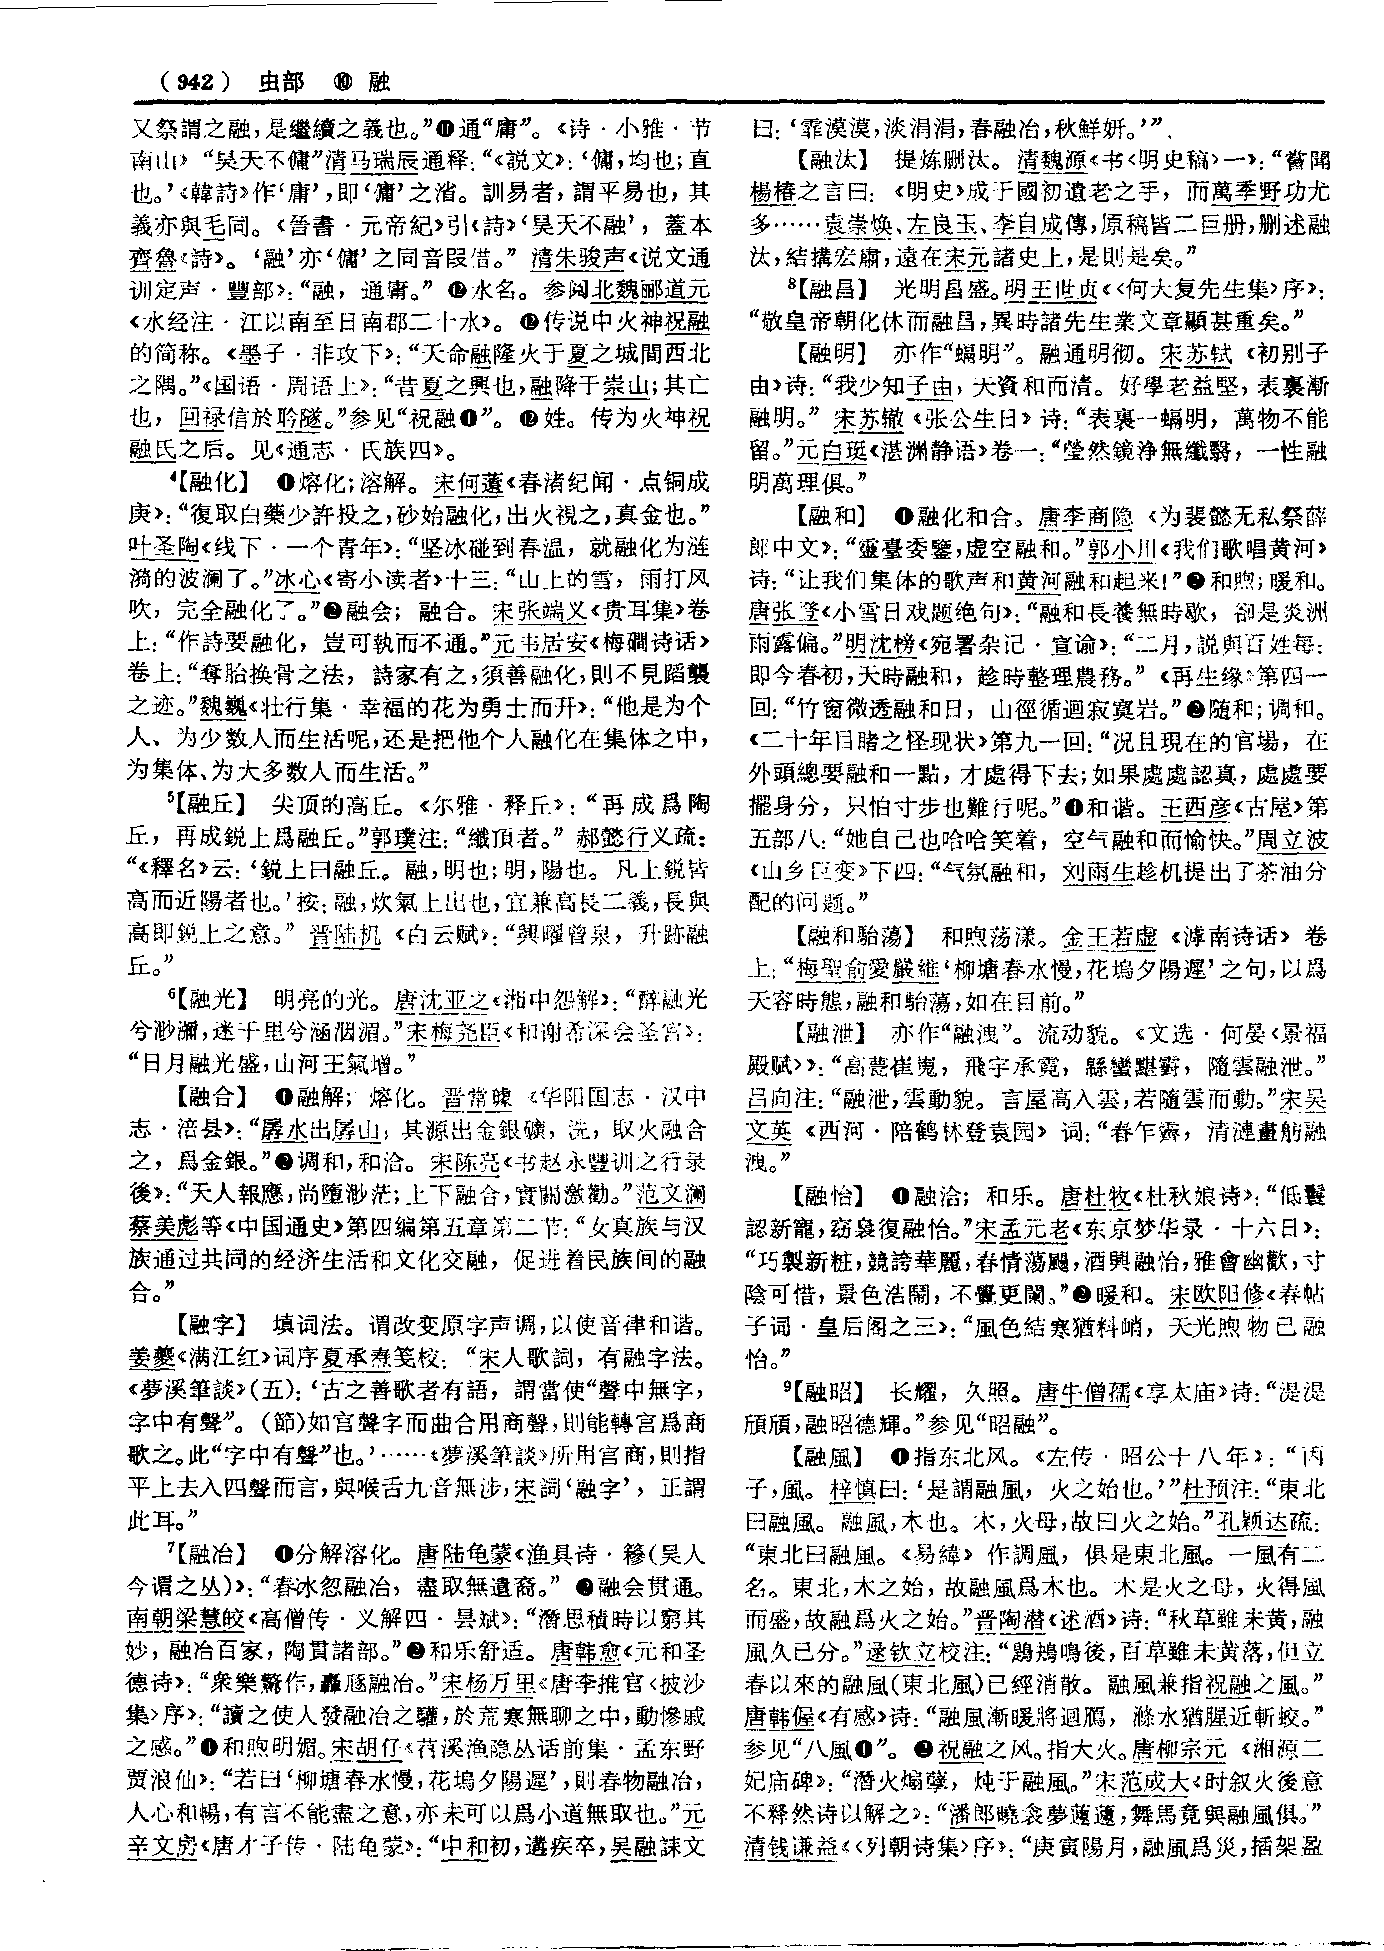 (942) 虫部 ⑩ 融
又祭謂之融，是繼續之義也。”⓫通“庸”。《诗·小雅·节
南山》“昊天不傭”清马瑞辰通释：“《説文》：‘傭，均也；直
也。’《韓詩》作‘庸’，即‘傭’之渻。訓易者，謂平易也，其
義亦與毛同。《晉書·元帝紀》引《詩》‘昊天不融’，蓋本
齊魯《詩》。‘融’亦‘傭’之同音叚借。”清朱骏声《说文通
训定声·豐部》：“融，通庸。”⓬水名。参阅北魏郦道元
《水经注·江以南至日南郡二十水》。⓭传说中火神祝融
的简称。《墨子·非攻下》：“天命融隆火于夏之城間西北
之隅。”《国语·周语上》：“昔夏之興也，融降于崇山；其亡
也，回禄信於聆隧。”参见“祝融❶”。⓮姓。传为火神祝
融氏之后。见《通志·氏族四》。
4【融化】 ❶熔化；溶解。宋何薳《春渚纪闻·点铜成
庚》：“復取白藥少許投之，砂始融化，出火視之，真金也。”
叶圣陶《线下·一个青年》：“坚冰碰到春温，就融化为涟
漪的波澜了。”冰心《寄小读者》十三：“山上的雪，雨打风
吹，完全融化了。”❷融会；融合。宋张端义《贵耳集》卷
上：“作詩要融化，豈可執而不通。”元韦居安《梅磵诗话》
卷上：“奪胎换骨之法，詩家有之，須善融化，則不見蹈襲
之迹。”魏巍《壮行集·幸福的花为勇士而开》：“他是为个
人、为少数人而生活呢，还是把他个人融化在集体之中，
为集体、为大多数人而生活。”
5【融丘】 尖顶的高丘。《尔雅·释丘》：“再成爲陶
丘，再成鋭上爲融丘。”郭璞注：“纖頂者。”郝懿行义疏：
“《釋名》云：‘鋭上曰融丘。融，明也；明，陽也。凡上鋭皆
高而近陽者也。’按：融，炊氣上出也，宜兼高長二義，長與
高即鋭上之意。”晋陆机《白云赋》：“興曜曾泉，升跡融
丘。”
6【融光】 明亮的光。唐沈亚之《湘中怨解》：“醉融光
兮渺瀰，迷千里兮涵洇湄。”宋梅尧臣《和谢希深会圣宫》：
“日月融光盛，山河王氣增。”
【融合】 ❶融解；熔化。晋常璩《华阳国志·汉中
志·涪县》：“孱水出孱山，其源出金銀礦，洗，取火融合
之，爲金銀。”❷调和，和洽。宋陈亮《书赵永豐训之行录
後》：“天人報應，尚墮渺茫；上下融合，實關激勸。”范文澜
蔡美彪等《中国通史》第四编第五章第二节：“女真族与汉
族通过共同的经济生活和文化交融，促进着民族间的融
合。”
【融字】 填词法。谓改变原字声调，以使音律和谐。
姜夔《满江红》词序夏承焘笺校：“宋人歌詞，有融字法。
《夢溪筆談》（五）：‘古之善歌者有語，謂當使“聲中無字，
字中有聲”。（節）如宫聲字而曲合用商聲，則能轉宫爲商
歌之。此“字中有聲”也。’……《夢溪筆談》所用宫商，則指
平上去入四聲而言，與喉舌九音無涉，宋詞‘融字’，正謂
此耳。”
7【融冶】 ❶分解溶化。唐陆龟蒙《渔具诗·䅟（吴人
今谓之丛）》：“春冰忽融冶，盡取無遺裔。”❷融会贯通。
南朝梁慧皎《高僧传·义解四·昙斌》：“潛思積時以窮其
妙，融冶百家，陶貫諸部。”❸和乐舒适。唐韩愈《元和圣
德诗》：“衆樂驚作，轟豗融冶。”宋杨万里《唐李推官〈披沙
集〉序》：“讀之使人發融冶之驩，於荒寒無聊之中，動慘戚
之感。”❹和煦明媚。宋胡仔《苕溪渔隐丛话前集·孟东野
贾浪仙》：“若曰‘柳塘春水慢，花塢夕陽遲’，則春物融冶，
人心和暢，有言不能盡之意，亦未可以爲小道無取也。”元
辛文房《唐才子传·陆龟蒙》：“中和初，遘疾卒，吴融誄文
曰：‘霏漠漠，淡涓涓，春融冶，秋鮮妍。’”
【融汰】 提炼删汰。清魏源《书〈明史稿〉一》：“嘗聞
楊椿之言曰：《明史》成于國初遺老之手，而萬季野功尤
多……袁崇焕、左良玉、李自成傳，原稿皆二巨册，删述融
汰，結搆宏肅，遠在宋元諸史上，是則是矣。”
8【融昌】 光明昌盛。明王世贞《〈何大复先生集〉序》：
“敬皇帝朝化休而融昌，異時諸先生業文章顯甚重矣。”
【融明】 亦作“螎明”。融通明彻。宋苏轼《初别子
由》诗：“我少知子由，天資和而清。好學老益堅，表裏漸
融明。”宋苏辙《张公生日》诗：“表裏一螎明，萬物不能
留。”元白珽《湛渊静语》卷一：“瑩然鏡浄無纖翳，一性融
明萬理俱。”
【融和】 ❶融化和合。唐李商隐《为裴懿无私祭薛
郎中文》：“靈臺委鑒，虚空融和。”郭小川《我们歌唱黄河》
诗：“让我们集体的歌声和黄河融和起来！”❷和煦；暖和。
唐张登《小雪日戏题绝句》：“融和長養無時歇，卻是炎洲
雨露偏。”明沈榜《宛署杂记·宣谕》：“二月，説與百姓每：
即今春初，天時融和，趁時整理農務。”《再生缘》第四一
回：“竹窗微透融和日，山徑循迴寂寞岩。”❸随和；调和。
《二十年目睹之怪现状》第九一回：“况且現在的官場，在
外頭總要融和一點，才處得下去；如果處處認真，處處要
擺身分，只怕寸步也難行呢。”❹和谐。王西彦《古屋》第
五部八：“她自己也哈哈笑着，空气融和而愉快。”周立波
《山乡巨变》下四：“气氛融和，刘雨生趁机提出了茶油分
配的问题。”
【融和駘蕩】 和煦荡漾。金王若虚《滹南诗话》卷
上：“梅聖俞愛嚴維‘柳塘春水慢，花塢夕陽遲’之句，以爲
天容時態，融和駘蕩，如在目前。”
【融泄】 亦作“融洩”。流动貌。《文选·何晏〈景福
殿赋〉》：“高甍崔嵬，飛宇承霓，緜蠻黮䨴，隨雲融泄。”
吕向注：“融泄，雲動貌。言屋高入雲，若隨雲而動。”宋吴
文英《西河·陪鹤林登袁园》词：“春乍霽，清漣畫舫融
洩。”
【融怡】 ❶融洽；和乐。唐杜牧《杜秋娘诗》：“低鬟
認新寵，窈裊復融怡。”宋孟元老《东京梦华录·十六日》：
“巧製新粧，競誇華麗，春情蕩颺，酒興融怡，雅會幽歡，寸
陰可惜，景色浩鬧，不覺更闌。”❷暖和。宋欧阳修《春帖
子词·皇后阁之三》：“風色結寒猶料峭，天光煦物已融
怡。”
9【融昭】 长耀，久照。唐牛僧孺《享太庙》诗：“湜湜
頎頎，融昭德輝。”参见“昭融”。
【融風】 ❶指东北风。《左传·昭公十八年》：“丙
子，風。梓慎曰：‘是謂融風，火之始也。’”杜预注：“東北
曰融風。融風，木也。木，火母，故曰火之始。”孔颖达疏：
“東北曰融風。《易緯》作調風，俱是東北風。一風有二
名。東北，木之始，故融風爲木也。木是火之母，火得風
而盛，故融爲火之始。”晋陶潜《述酒》诗：“秋草雖未黄，融
風久已分。”逯钦立校注：“鶗鴂鳴後，百草雖未黄落，但立
春以來的融風（東北風）已經消散。融風兼指祝融之風。”
唐韩偓《有感》诗：“融風漸暖將迴鴈，滫水猶腥近斬蛟。”
参见“八風❶”。❷祝融之风。指大火。唐柳宗元《湘源二
妃庙碑》：“潛火煽孽，炖于融風。”宋范成大《时叙火後意
不释然诗以解之》：“潘郎曉衾夢蘧蘧，舞馬竟與融風俱。”
清钱谦益《〈列朝诗集〉序》：“庚寅陽月，融風爲災，插架盈